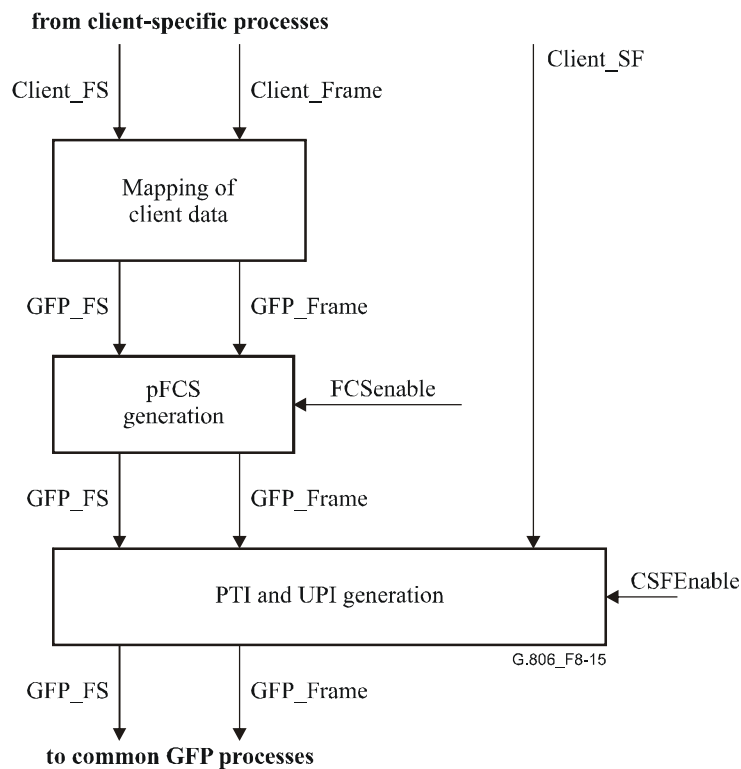 from client-specific processes
Client_FS
Client_Frame
Client_SF
Mapping of
client data
GFP_FS
GFP_Frame
pFCS
generation
FCSenable
GFP_FS
GFP_Frame
PTI and UPI generation
CSFEnable
G.806_F8-15
GFP_FS
GFP_Frame
to common GFP processes